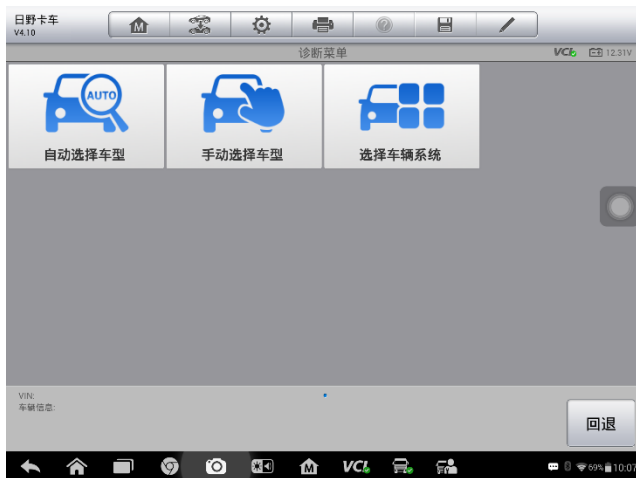 日野卡车
V4.10
M
?
诊断菜单
VCI
12.31V
AUTO
自动选择车型
手动选择车型
选择车辆系统
VIN:
车辆信息:
回退
M
VCI
69%
10:07